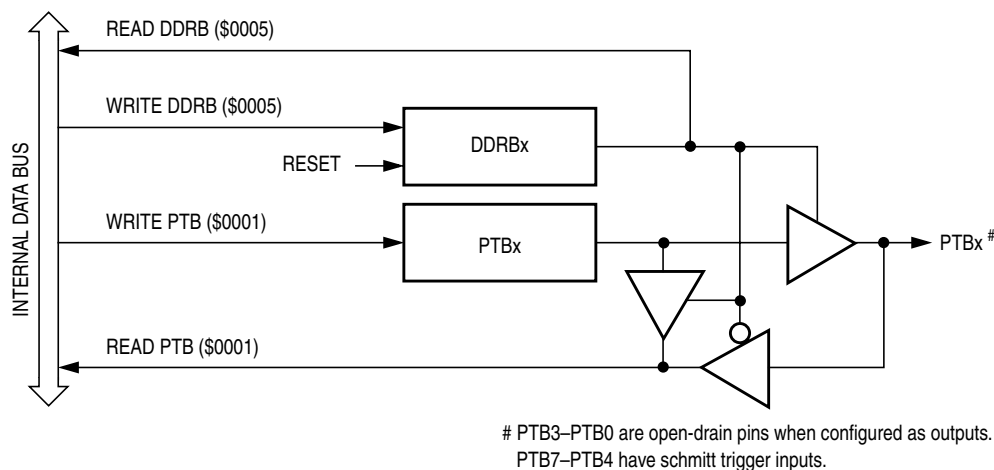 READ DDRB ($0005)
WRITE DDRB ($0005)
DDRBx
RESET
INTERNAL DATA BUS
WRITE PTB ($0001)
PTBx
PTBx #
READ PTB ($0001)
# PTB3–PTB0 are open-drain pins when configured as outputs.
PTB7–PTB4 have schmitt trigger inputs.